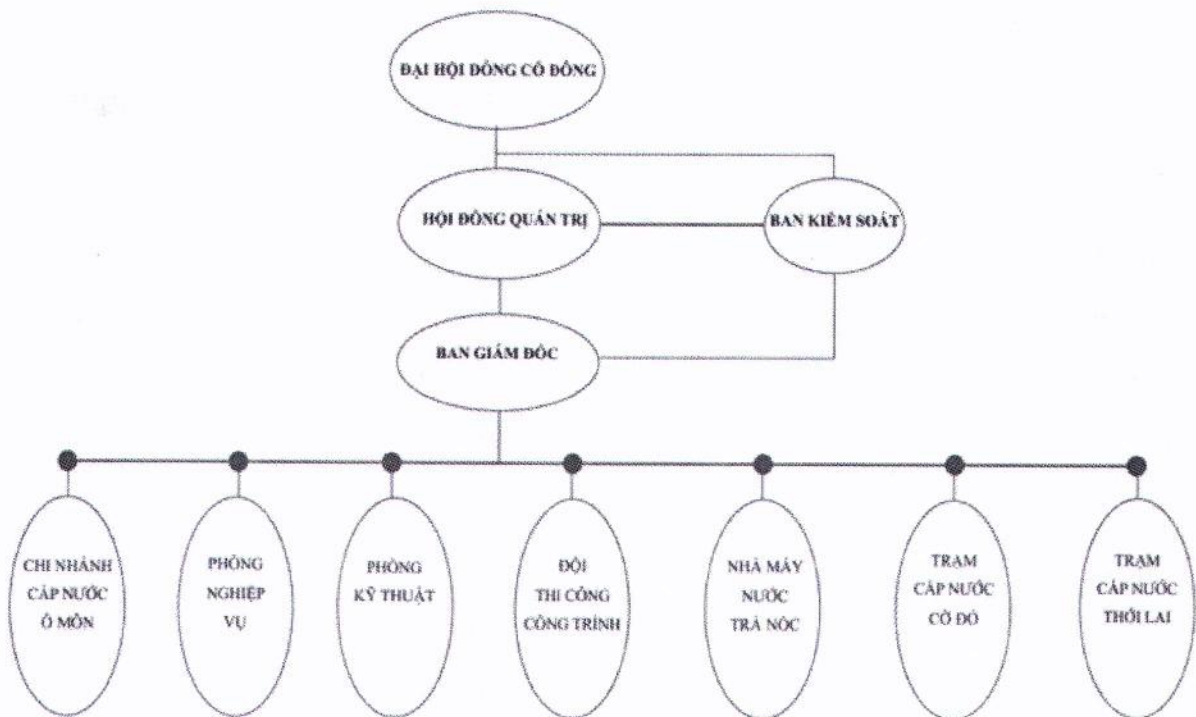 ĐẠI HỘI ĐỒNG CỔ ĐÔNG
HỘI ĐỒNG QUẢN TRỊ
BAN KIỂM SOÁT
BAN GIÁM ĐỐC
CHI NHÁNH
CẤP NƯỚC
Ô MÔN
PHÒNG
NGHIỆP
VỤ
PHÒNG
KỸ THUẬT
ĐỘI
THI CÔNG
CÔNG TRÌNH
NHÀ MÁY
NƯỚC
TRÀ NÓC
TRẠM
CẤP NƯỚC
CỜ ĐỎ
TRẠM
CẤP NƯỚC
THỚI LAI